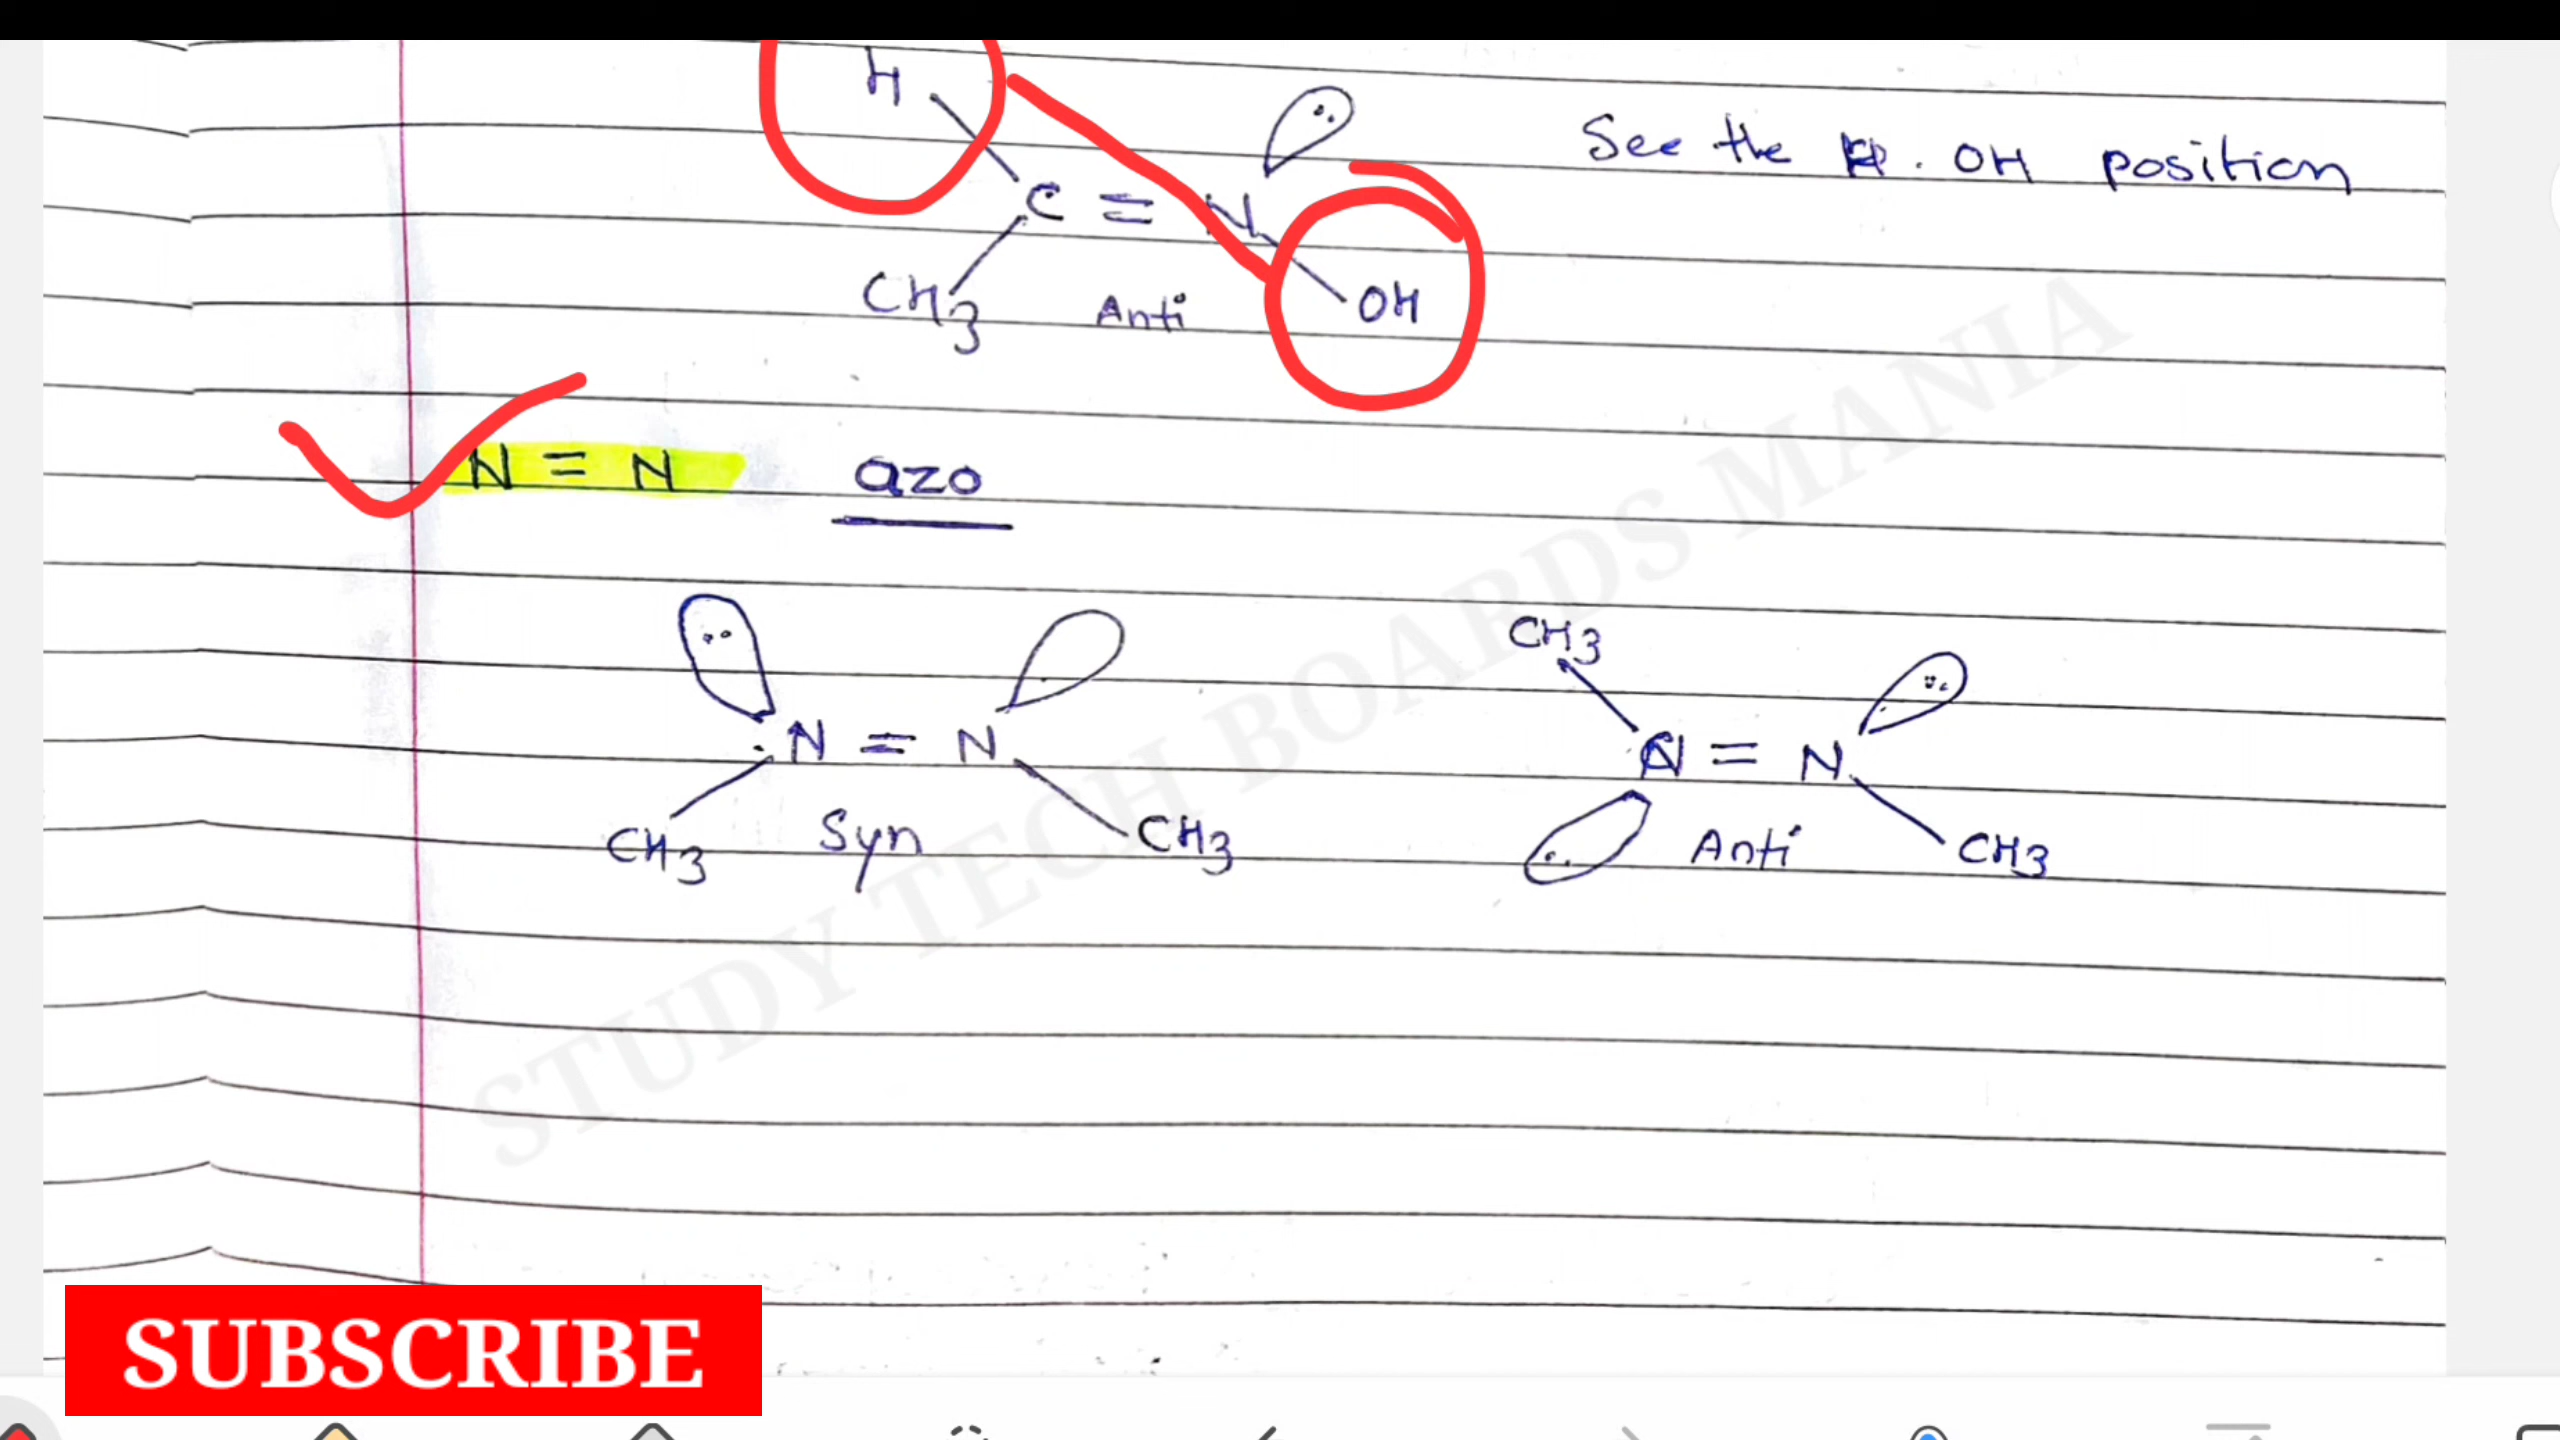 H
See the H. OH position
C = N
CH3 Anti OH
N = N azo
CH3
N = N N = N
CH3 Syn CH3 Anti CH3
STUDY TECH BOARDS MANIA
SUBSCRIBE